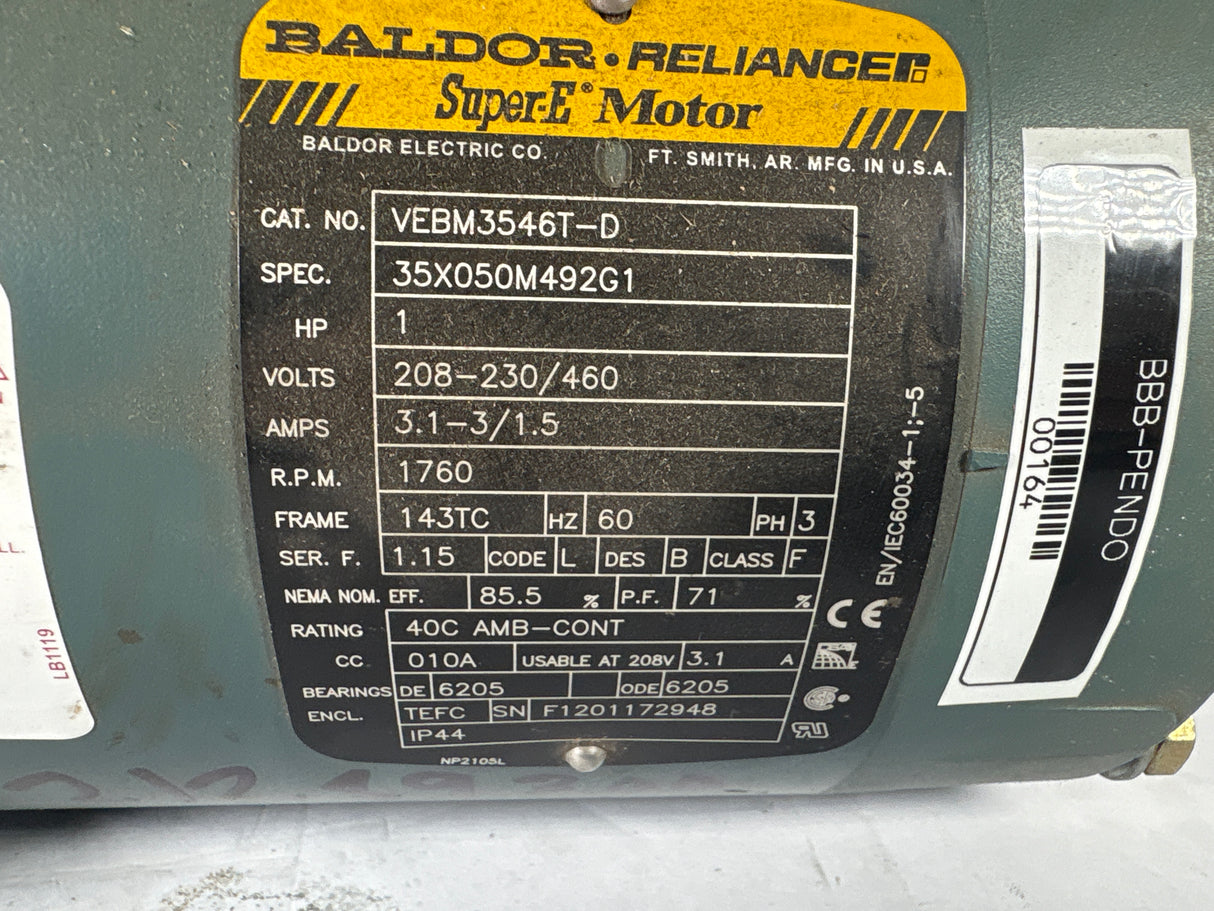 BALDOR • RELIANCER
Super-E® Motor
BALDOR ELECTRIC CO. FT. SMITH, AR. MFG. IN U.S.A.
CAT. NO. VEBM3546T-D
SPEC. 35X050M492G1
HP 1
VOLTS 208-230/460
AMPS 3.1-3/1.5
R.P.M. 1760
FRAME 143TC HZ 60 PH 3
SER. F. 1.15 CODE L DES B CLASS F
NEMA NOM. EFF. 85.5 % P.F. 71 %
RATING 40C AMB-CONT
CC 010A USABLE AT 208V 3.1 A
BEARINGS DE 6205 ODE 6205
ENCL. TEFC SN F1201172948
IP44
NP2105L
EN/IEC60034-1;-5
CE
BBB-PENDO
00164
LL.
LB1119